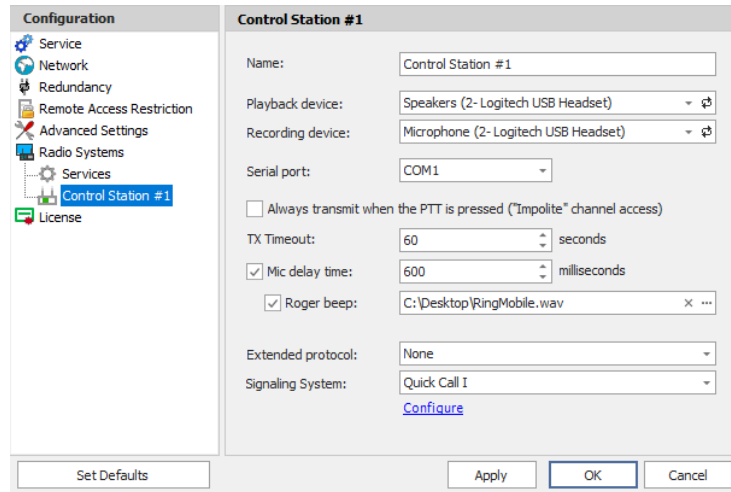 Configuration
Service
Network
Redundancy
Remote Access Restriction
Advanced Settings
Radio Systems
Services
Control Station #1
License
Set Defaults
Control Station #1
Name: Control Station #1
Playback device: Speakers (2- Logitech USB Headset)
Recording device: Microphone (2- Logitech USB Headset)
Serial port: COM1
Always transmit when the PTT is pressed ("Impolite" channel access)
TX Timeout: 60 seconds
Mic delay time: 600 milliseconds
Roger beep: C:\Desktop\RingMobile.wav
Extended protocol: None
Signaling System: Quick Call I
Configure
Apply OK Cancel